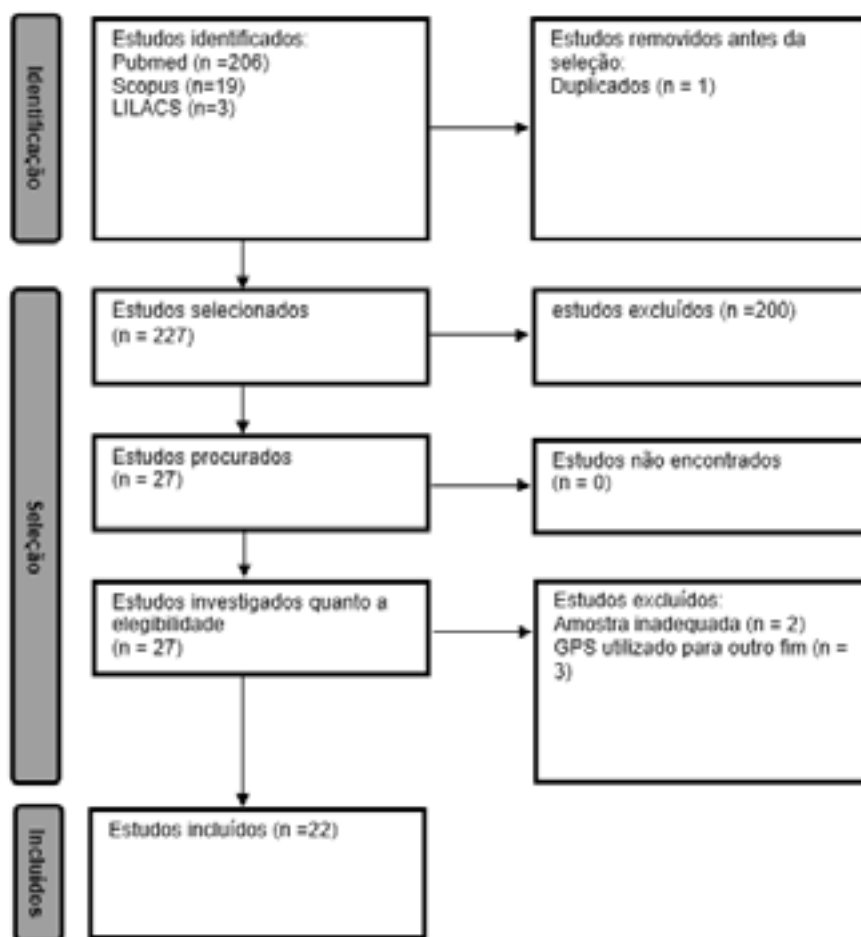 Identificação
Estudos identificados:
Pubmed (n =206)
Scopus (n=19)
LILACS (n=3)
Estudos removidos antes da
seleção:
Duplicados (n = 1)
Seleção
Estudos selecionados
(n = 227)
estudos excluídos (n =200)
Estudos procurados
(n = 27)
Estudos não encontrados
(n = 0)
Estudos investigados quanto a
elegibilidade
(n = 27)
Estudos excluídos:
Amostra inadequada (n = 2)
GPS utilizado para outro fim (n =
3)
Incluídos
Estudos incluídos (n =22)